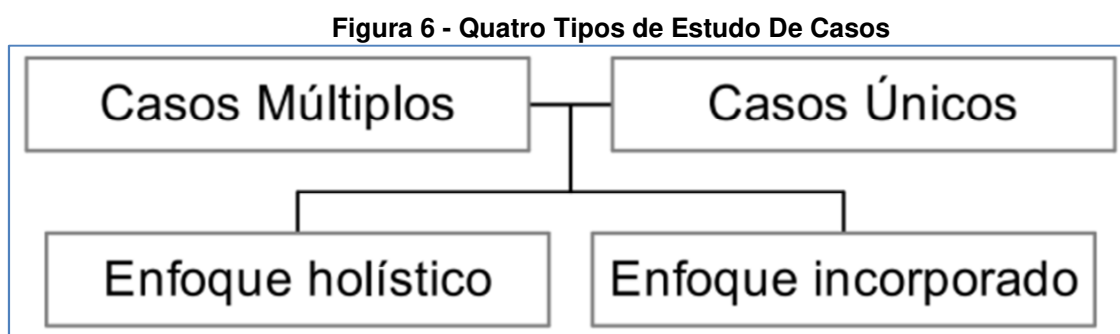 Figura 6 - Quatro Tipos de Estudo De Casos
Casos Múltiplos
Casos Únicos
Enfoque holístico
Enfoque incorporado